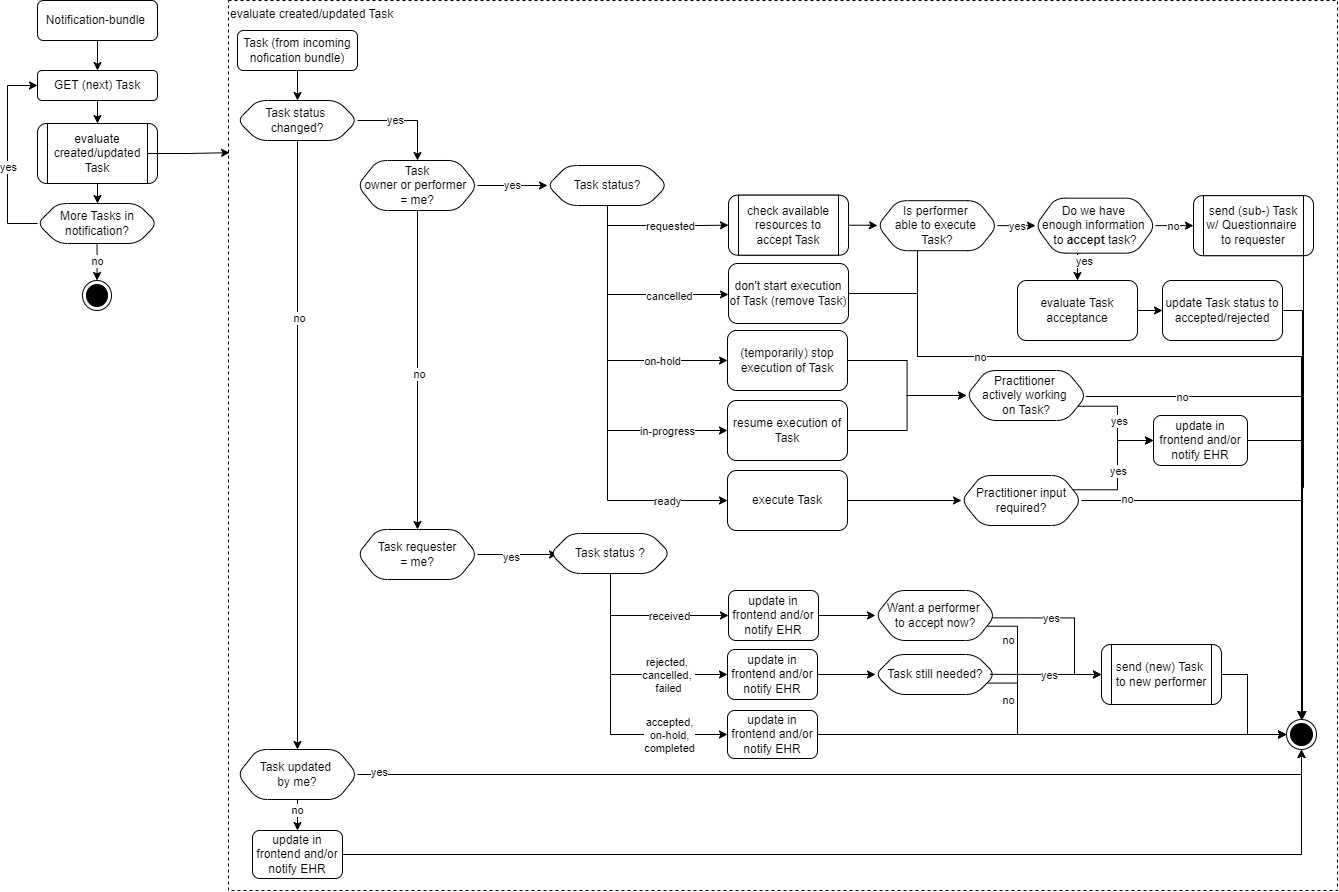 Notification-bundle
GET (next) Task
evaluate
created/updated
Task
yes
More Tasks in
notification?
no
evaluate created/updated Task
Task (from incoming
nofication bundle)
Task status
changed?
yes
no
Task
owner or performer
= me?
yes
no
Task status?
requested
check available
resources to
accept Task
Is performer
able to execute
Task?
yes
Do we have
enough information
to accept task?
no
send (sub-) Task
w/ Questionnaire
to requester
yes
evaluate Task
acceptance
update Task status to
accepted/rejected
cancelled
don't start execution
of Task (remove Task)
no
on-hold
(temporarily) stop
execution of Task
Practitioner
actively working
on Task?
no
yes
in-progress
resume execution of
Task
update in
frontend and/or
notify EHR
yes
ready
execute Task
Practitioner input
required?
no
Task requester
= me?
yes
Task status ?
received
update in
frontend and/or
notify EHR
Want a performer
to accept now?
yes
no
rejected,
cancelled,
failed
update in
frontend and/or
notify EHR
Task still needed?
yes
no
send (new) Task
to new performer
accepted,
on-hold,
completed
update in
frontend and/or
notify EHR
Task updated
by me?
yes
no
update in
frontend and/or
notify EHR